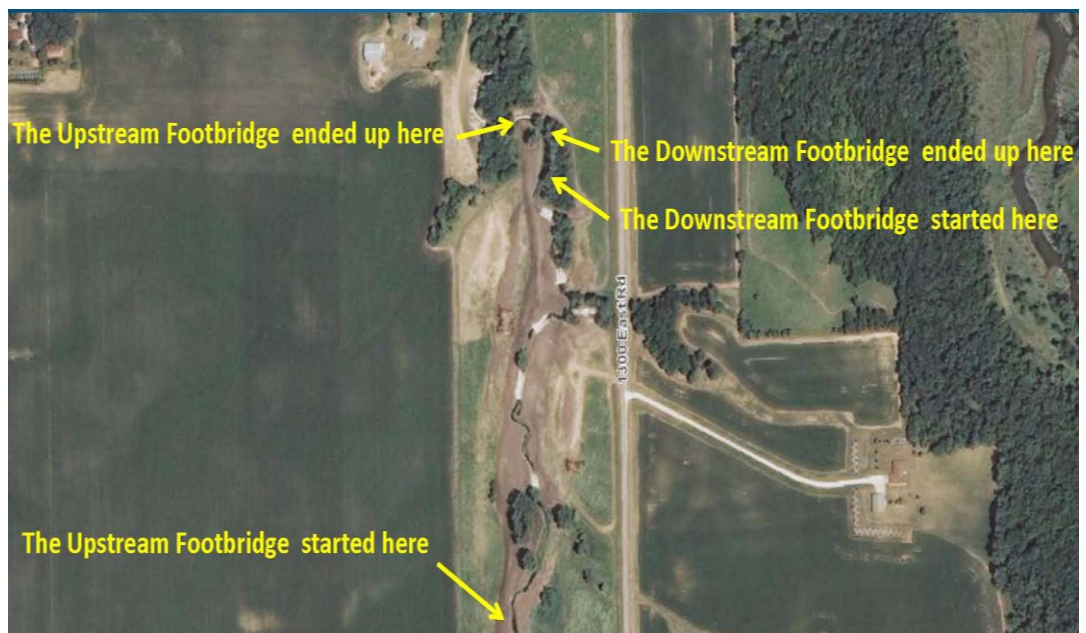 The Upstream Footbridge ended up here
The Downstream Footbridge ended up here
The Downstream Footbridge started here
1300 East Rd
The Upstream Footbridge started here